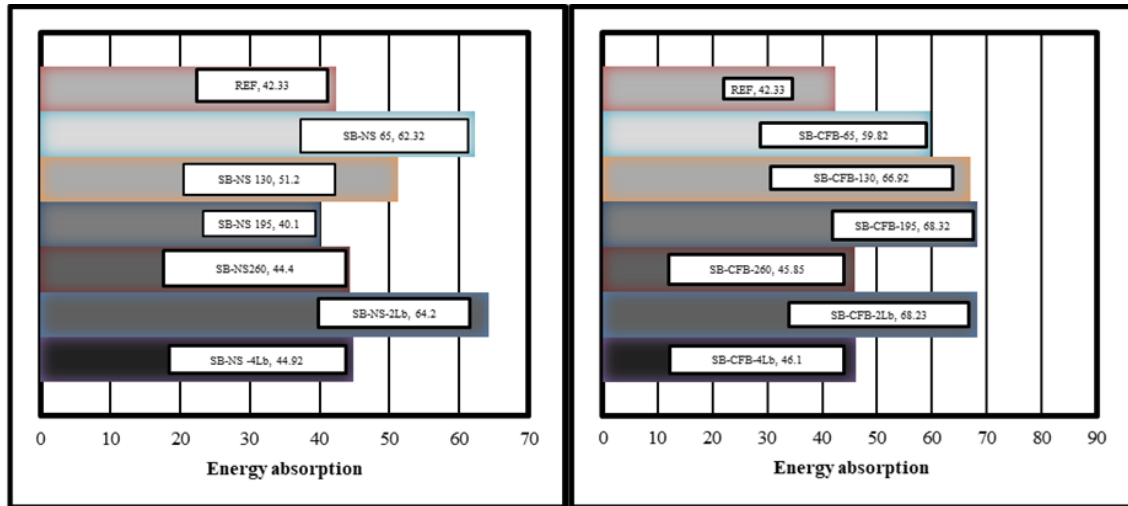 REF, 42.33
SB-NS 65, 62.32
SB-NS 130, 51.2
SB-NS 195, 40.1
SB-NS260, 44.4
SB-NS-2Lb, 64.2
SB-NS -4Lb, 44.92
0 10 20 30 40 50 60 70
Energy absorption
REF, 42.33
SB-CFB-65, 59.82
SB-CFB-130, 66.92
SB-CFB-195, 68.32
SB-CFB-260, 45.85
SB-CFB-2Lb, 68.23
SB-CFB-4Lb, 46.1
0 10 20 30 40 50 60 70 80 90
Energy absorption